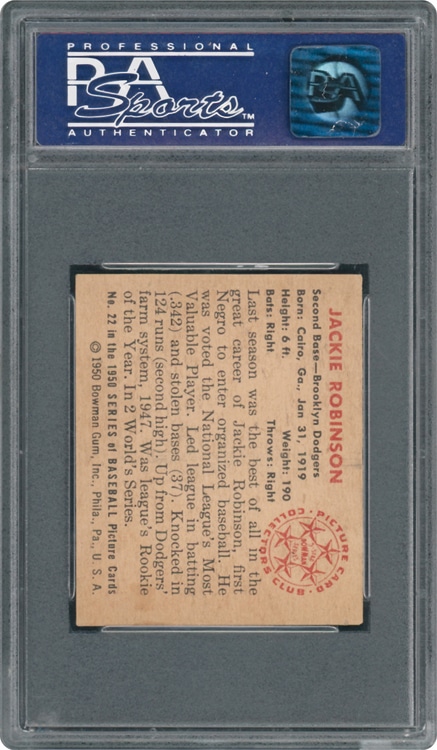 PROFESSIONAL
PSA
Sports™
AUTHENTICATOR
PSA
JACKIE ROBINSON
Second Base—Brooklyn Dodgers
Born: Cairo, Ga., Jan 31, 1919
Height: 6 ft. Weight: 190
Bats: Right Throws: Right
Last season was the best of all in the
great career of Jackie Robinson, first
Negro to enter organized baseball. He
was voted the National League's Most
Valuable Player. Led league in batting
(.342) and stolen bases (37). Knocked in
124 runs (second high). Up from Dodgers'
farm system, 1947. Was league's Rookie
of the Year. In 2 World's Series.
No. 22 in the 1950 SERIES of BASEBALL Picture Cards
© 1950 Bowman Gum, Inc., Phila., Pa., U. S. A.
PICTURE CARD
COLLECTORS CLUB
BOWMAN